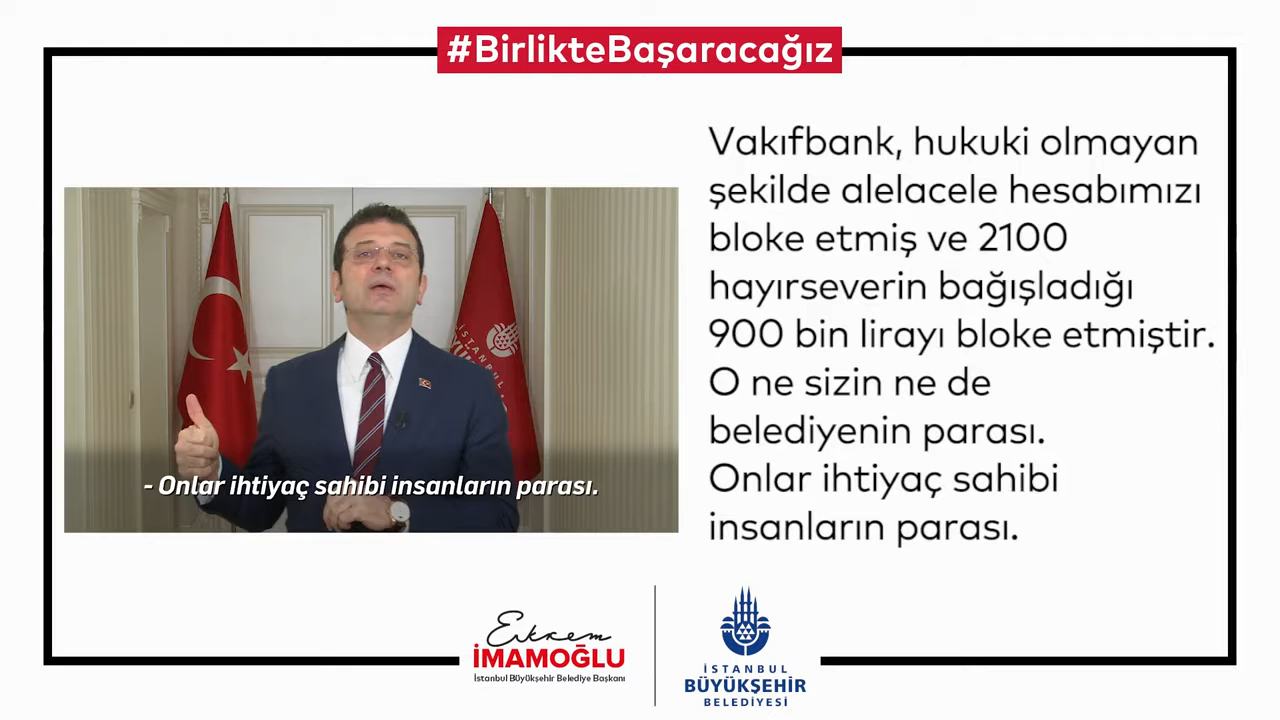 #BirlikteBaşaracağız
Vakıfbank, hukuki olmayan
şekilde alelacele hesabımızı
bloke etmiş ve 2100
hayırseverin bağışladığı
900 bin lirayı bloke etmiştir.
O ne sizin ne de
belediyenin parası.
Onlar ihtiyaç sahibi
insanların parası.
- Onlar ihtiyaç sahibi insanların parası.
İSTANBUL
Ekrem
İMAMOĞLU
İstanbul Büyükşehir Belediye Başkanı
İSTANBUL
BÜYÜKŞEHİR
BELEDİYESİ